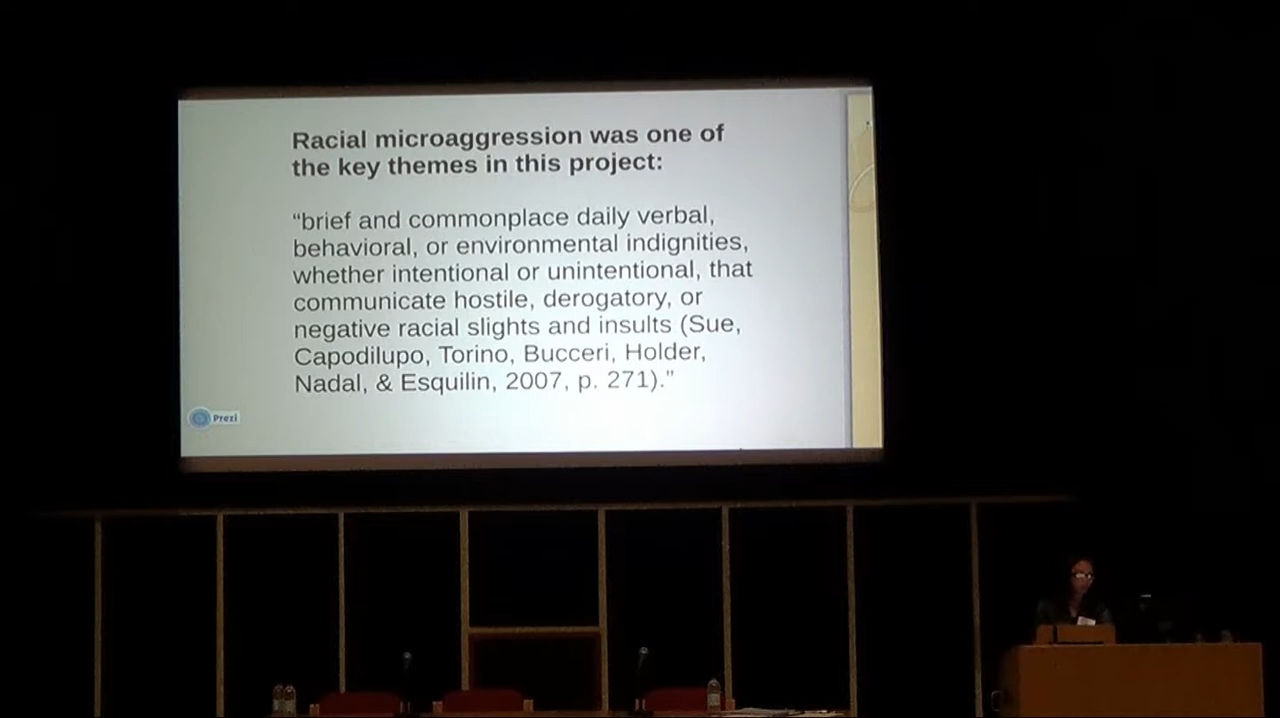 Racial microaggression was one of
the key themes in this project:
“brief and commonplace daily verbal,
behavioral, or environmental indignities,
whether intentional or unintentional, that
communicate hostile, derogatory, or
negative racial slights and insults (Sue,
Capodilupo, Torino, Bucceri, Holder,
Nadal, & Esquilin, 2007, p. 271).”
Prezi